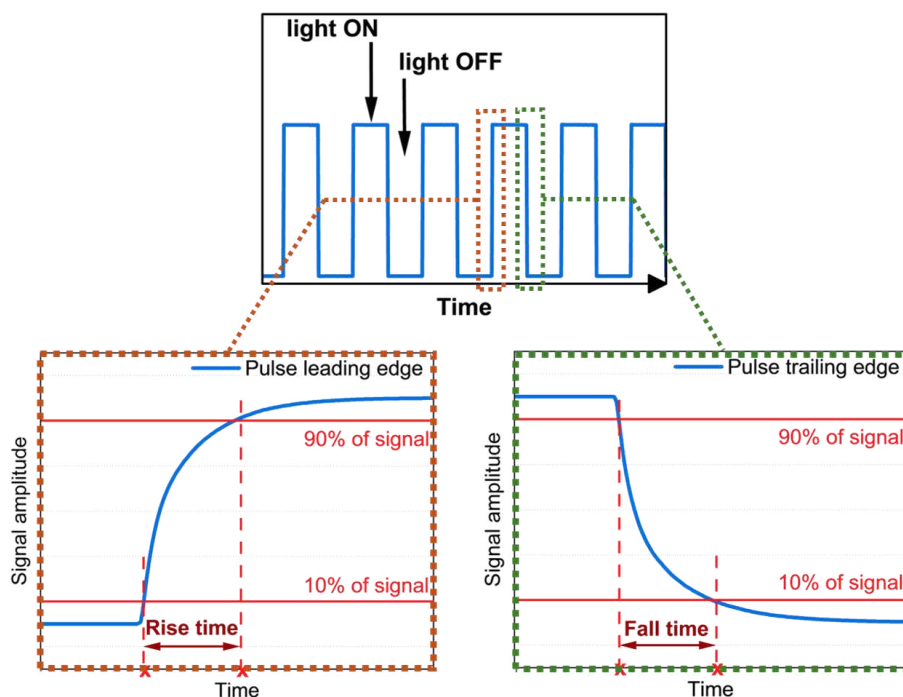 light ON
light OFF
Time
Pulse leading edge
90% of signal
10% of signal
Rise time
Signal amplitude
Time
Pulse trailing edge
90% of signal
10% of signal
Fall time
Signal amplitude
Time